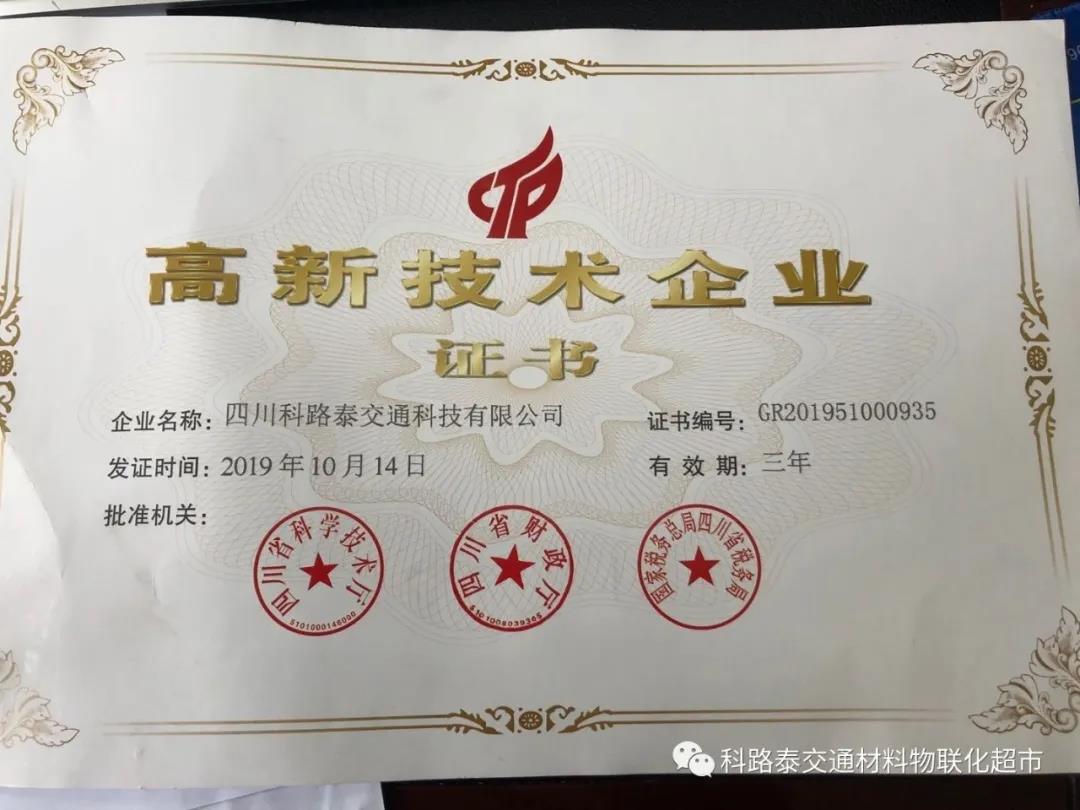 CTP
高新技术企业
证书
企业名称：四川科路泰交通科技有限公司
证书编号：GR201951000935
发证时间：2019年10月14日
有效期：三年
批准机关：
四川省科学技术厅
5101000146000
四川省财政厅
5101008039365
国家税务总局四川省税务局
科路泰交通材料物联化超市